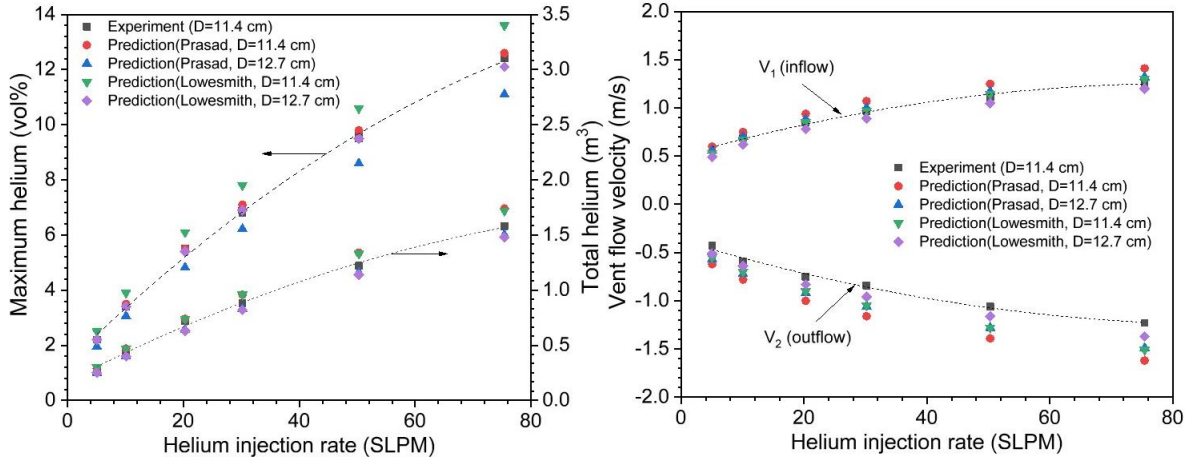 Maximum helium (vol%)
14
12
10
8
6
4
2
0
Experiment (D=11.4 cm)
Prediction(Prasad, D=11.4 cm)
Prediction(Prasad, D=12.7 cm)
Prediction(Lowesmith, D=11.4 cm)
Prediction(Lowesmith, D=12.7 cm)
3.5
3.0
2.5
2.0
1.5
1.0
0.5
0.0
Total helium (m³)
0 20 40 60 80
Helium injection rate (SLPM)
Vent flow velocity (m/s)
2.0
1.5
1.0
0.5
0.0
-0.5
-1.0
-1.5
-2.0
V₁ (inflow)
Experiment (D=11.4 cm)
Prediction(Prasad, D=11.4 cm)
Prediction(Prasad, D=12.7 cm)
Prediction(Lowesmith, D=11.4 cm)
Prediction(Lowesmith, D=12.7 cm)
V₂ (outflow)
0 20 40 60 80
Helium injection rate (SLPM)